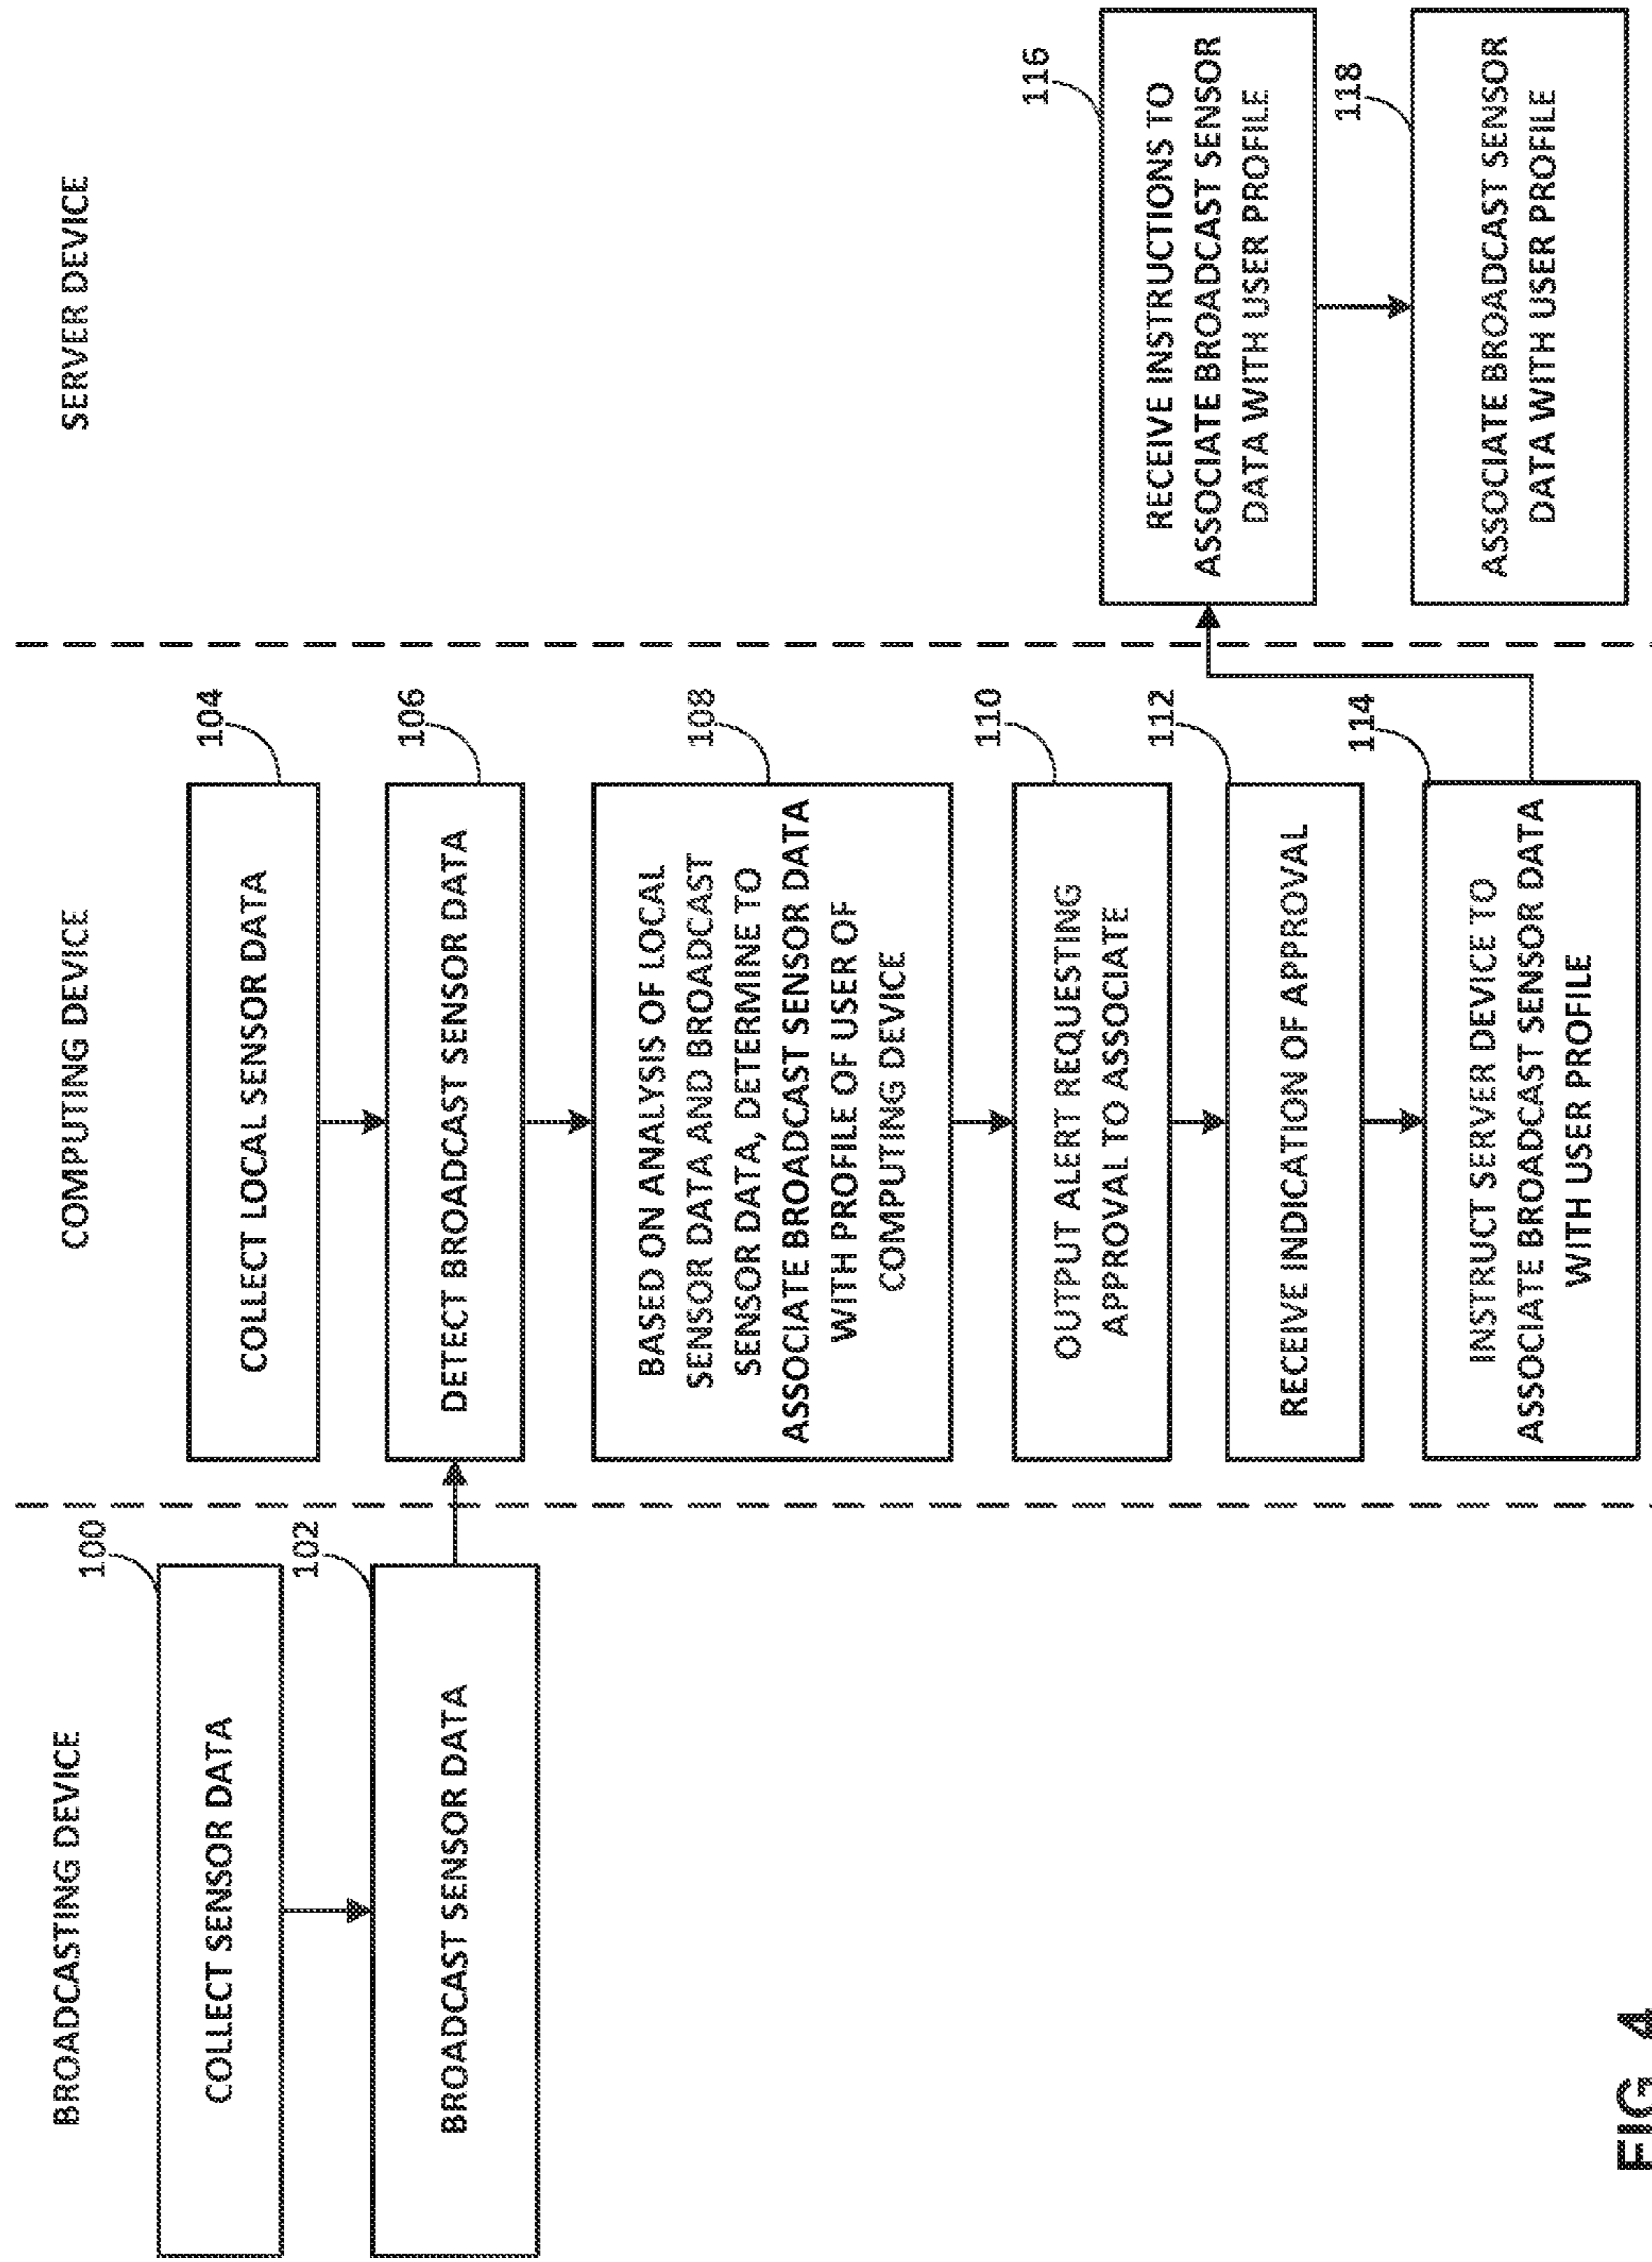 BROADCASTING DEVICE
100
COLLECT SENSOR DATA
102
BROADCAST SENSOR DATA
COMPUTING DEVICE
104
COLLECT LOCAL SENSOR DATA
106
DETECT BROADCAST SENSOR DATA
108
BASED ON ANALYSIS OF LOCAL
SENSOR DATA AND BROADCAST
SENSOR DATA, DETERMINE TO
ASSOCIATE BROADCAST SENSOR DATA
WITH PROFILE OF USER OF
COMPUTING DEVICE
110
OUTPUT ALERT REQUESTING
APPROVAL TO ASSOCIATE
112
RECEIVE INDICATION OF APPROVAL
114
INSTRUCT SERVER DEVICE TO
ASSOCIATE BROADCAST SENSOR DATA
WITH USER PROFILE
SERVER DEVICE
116
RECEIVE INSTRUCTIONS TO
ASSOCIATE BROADCAST SENSOR
DATA WITH USER PROFILE
118
ASSOCIATE BROADCAST SENSOR
DATA WITH USER PROFILE
FIG. 4